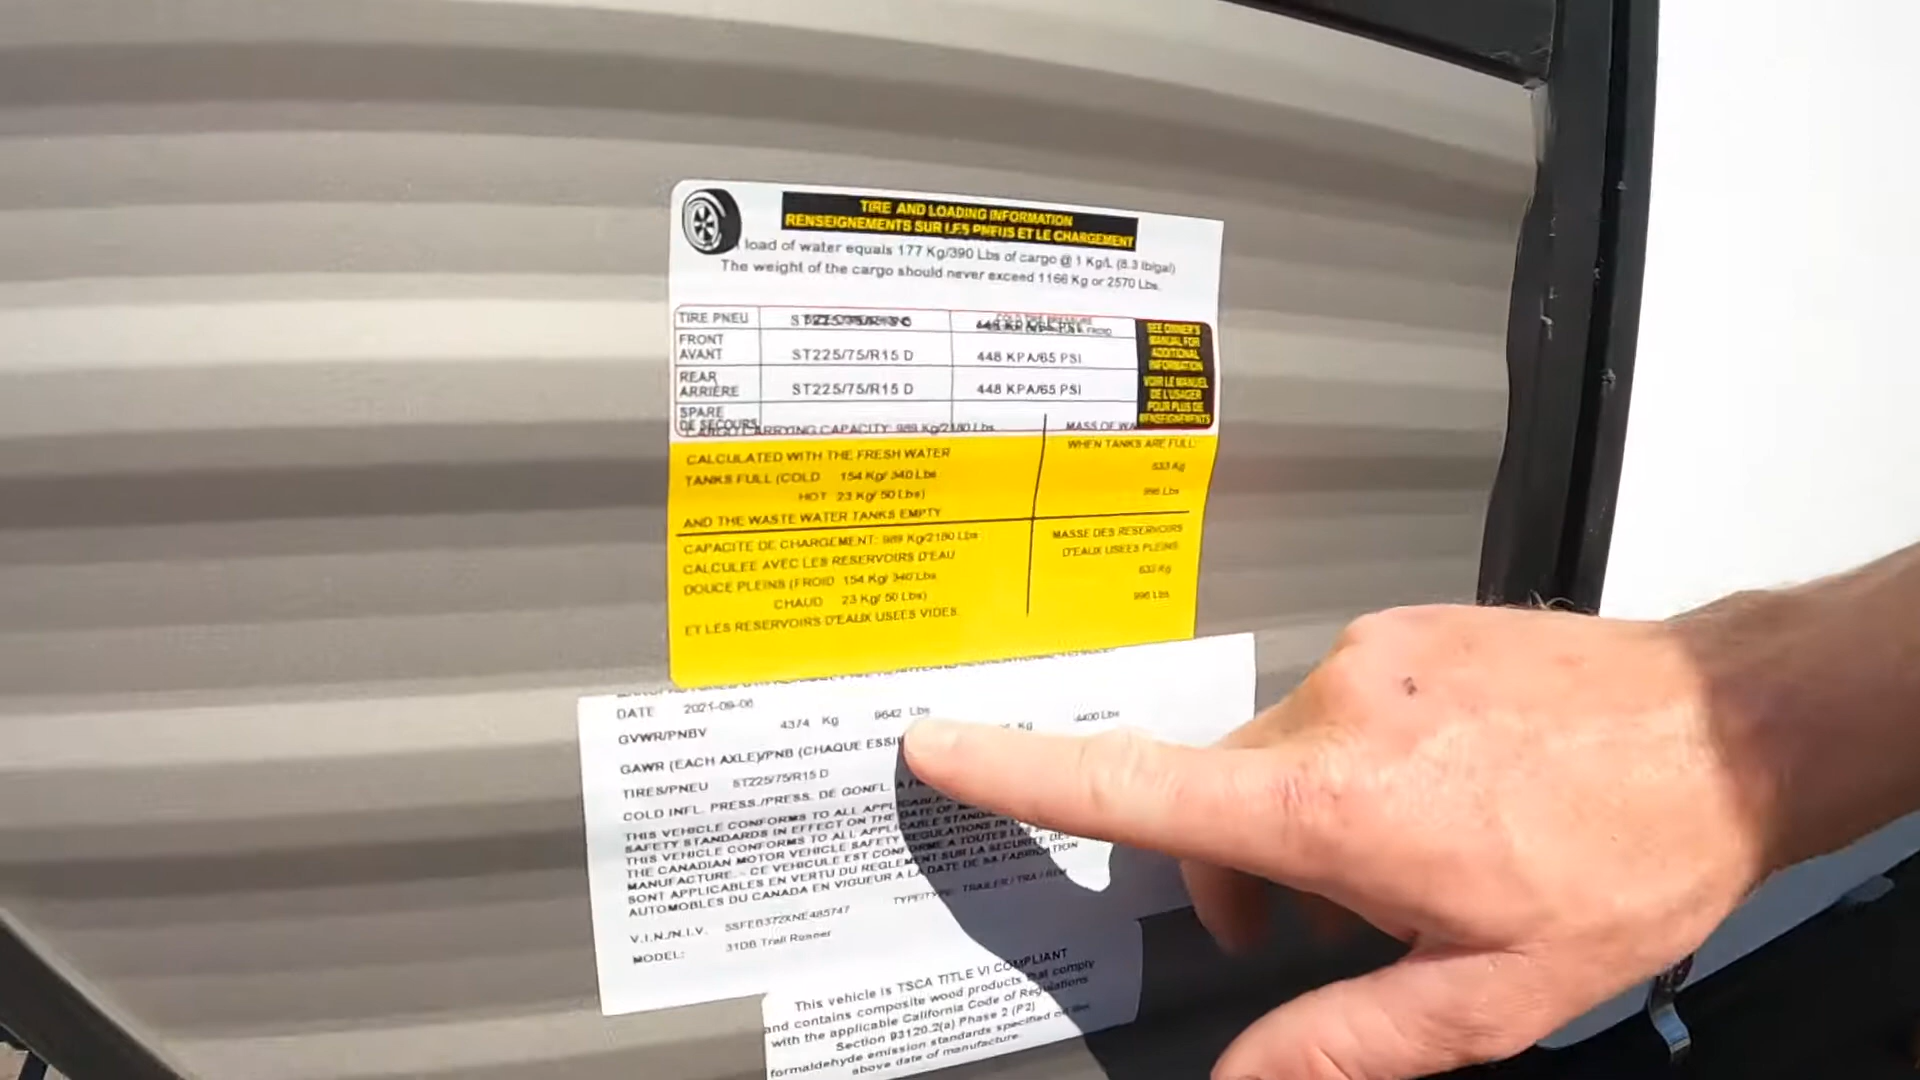 TIRE AND LOADING INFORMATION
RENSEIGNEMENTS SUR LES PNEUS ET LE CHARGEMENT
load of water equals 177 Kg/390 Lbs of cargo @ 1 Kg/L (8.3 lb/gal)
The weight of the cargo should never exceed 1166 Kg or 2570 Lbs.
TIRE PNEU
FRONT AVANT ST225/75/R15 D 448 KPA/65 PSI
REAR ARRIÈRE ST225/75/R15 D 448 KPA/65 PSI
SPARE DE SECOURS
SEE OWNER'S
MANUAL FOR
ADDITIONAL
INFORMATION
VOIR LE MANUEL
DE L'USAGER
POUR PLUS DE
RENSEIGNEMENTS
CARGO CARRYING CAPACITY: 989 Kg/2180 Lbs
CALCULATED WITH THE FRESH WATER
TANKS FULL (COLD 154 Kg/ 340 Lbs
HOT 23 Kg/ 50 Lbs)
AND THE WASTE WATER TANKS EMPTY
MASS OF WA
WHEN TANKS ARE FULL:
Kg
996 Lbs
CAPACITE DE CHARGEMENT: 989 Kg/2180 Lbs
CALCULEE AVEC LES RESERVOIRS D'EAU
DOUCE PLEINS (FROID 154 Kg/ 340 Lbs
CHAUD 23 Kg/ 50 Lbs)
ET LES RESERVOIRS D'EAUX USEES VIDES.
MASSE DES RESERVOIRS
D'EAUX USEES PLEINS
Kg
996 Lbs
DATE 2021-09-06
GVWR/PNBV 4374 Kg 9642 Lbs Kg 4400 Lbs
GAWR (EACH AXLE)/PNB (CHAQUE ESSI
TIRES/PNEU ST225/75/R15 D
COLD INFL. PRESS./PRESS. DE GONFL. A
THIS VEHICLE CONFORMS TO ALL APPLICABLE
SAFETY STANDARDS IN EFFECT ON THE DATE OF
THIS VEHICLE CONFORMS TO ALL APPLICABLE STANDA
THE CANADIAN MOTOR VEHICLE SAFETY REGULATIONS IN
MANUFACTURE. - CE VEHICULE EST CONFORME A TOUTES LES
SONT APPLICABLES EN VERTU DU REGLEMENT SUR LA SECURITE DES
AUTOMOBILES DU CANADA EN VIGUEUR A LA DATE DE SA FABRICATION
V.I.N./N.I.V. TYPE/TYPE: TRAILER / TRA / REM
MODEL: 31DB Trail Runner
This vehicle is TSCA TITLE VI COMPLIANT
and contains composite wood products that comply
with the applicable California Code of Regulations
Section 93120.2(a) Phase 2 (P2)
formaldehyde emission standards specified on the
above date of manufacture.